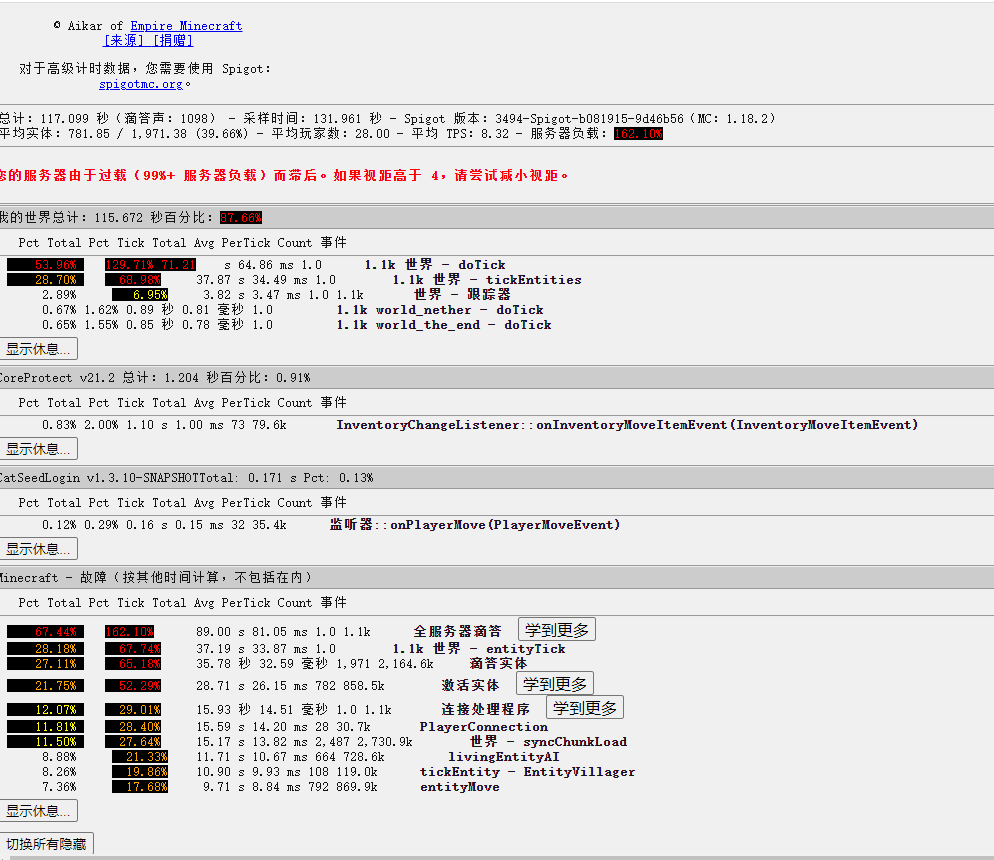 © Aikar of Empire Minecraft
[来源] [捐赠]
对于高级计时数据，您需要使用 Spigot：
spigotmc.org。
总计：117.099 秒（滴答声：1098） - 采样时间：131.961 秒 - Spigot 版本：3494-Spigot-b081915-9d46b56（MC：1.18.2）
平均实体：781.85 / 1,971.38 (39.66%) - 平均玩家数：28.00 - 平均 TPS：8.32 - 服务器负载：162.10%
您的服务器由于过载（99%+ 服务器负载）而滞后。如果视距高于 4，请尝试减小视距。
我的世界总计：115.672 秒百分比：87.66%
Pct Total Pct Tick Total Avg PerTick Count 事件
53.96% 129.71% 71.21 s 64.86 ms 1.0 1.1k 世界 - doTick
28.70% 68.98% 37.87 s 34.49 ms 1.0 1.1k 世界 - tickEntities
2.89% 6.95% 3.82 s 3.47 ms 1.0 1.1k 世界 - 跟踪器
0.67% 1.62% 0.89 秒 0.81 毫秒 1.0 1.1k world_nether - doTick
0.65% 1.55% 0.85 秒 0.78 毫秒 1.0 1.1k world_the_end - doTick
显示休息...
CoreProtect v21.2 总计：1.204 秒百分比：0.91%
Pct Total Pct Tick Total Avg PerTick Count 事件
0.83% 2.00% 1.10 s 1.00 ms 73 79.6k InventoryChangeListener::onInventoryMoveItemEvent(InventoryMoveItemEvent)
显示休息...
CatSeedLogin v1.3.10-SNAPSHOTTotal: 0.171 s Pct: 0.13%
Pct Total Pct Tick Total Avg PerTick Count 事件
0.12% 0.29% 0.16 s 0.15 ms 32 35.4k 监听器::onPlayerMove(PlayerMoveEvent)
显示休息...
Minecraft - 故障（按其他时间计算，不包括在内）
Pct Total Pct Tick Total Avg PerTick Count 事件
67.44% 162.10% 89.00 s 81.05 ms 1.0 1.1k 全服务器滴答 学到更多
28.18% 67.74% 37.19 s 33.87 ms 1.0 1.1k 世界 - entityTick
27.11% 65.18% 35.78 秒 32.59 毫秒 1,971 2,164.6k 滴答实体
21.75% 52.29% 28.71 s 26.15 ms 782 858.5k 激活实体 学到更多
12.07% 29.01% 15.93 秒 14.51 毫秒 1.0 1.1k 连接处理程序 学到更多
11.81% 28.40% 15.59 s 14.20 ms 28 30.7k PlayerConnection
11.50% 27.64% 15.17 s 13.82 ms 2,487 2,730.9k 世界 - syncChunkLoad
8.88% 21.33% 11.71 s 10.67 ms 664 728.6k livingEntityAI
8.26% 19.86% 10.90 s 9.93 ms 108 119.0k tickEntity - EntityVillager
7.36% 17.68% 9.71 s 8.84 ms 792 869.9k entityMove
显示休息...
切换所有隐藏